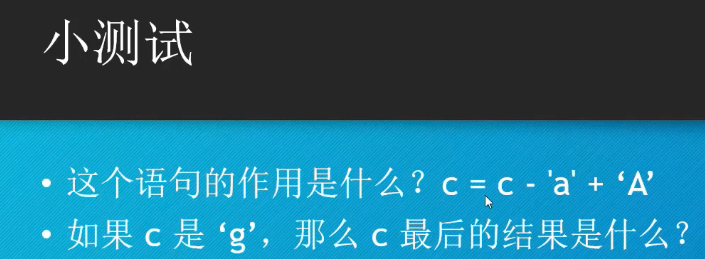 小测试
• 这个语句的作用是什么？c = c - 'a' + ‘A’
• 如果 c 是 ‘g’，那么 c 最后的结果是什么？